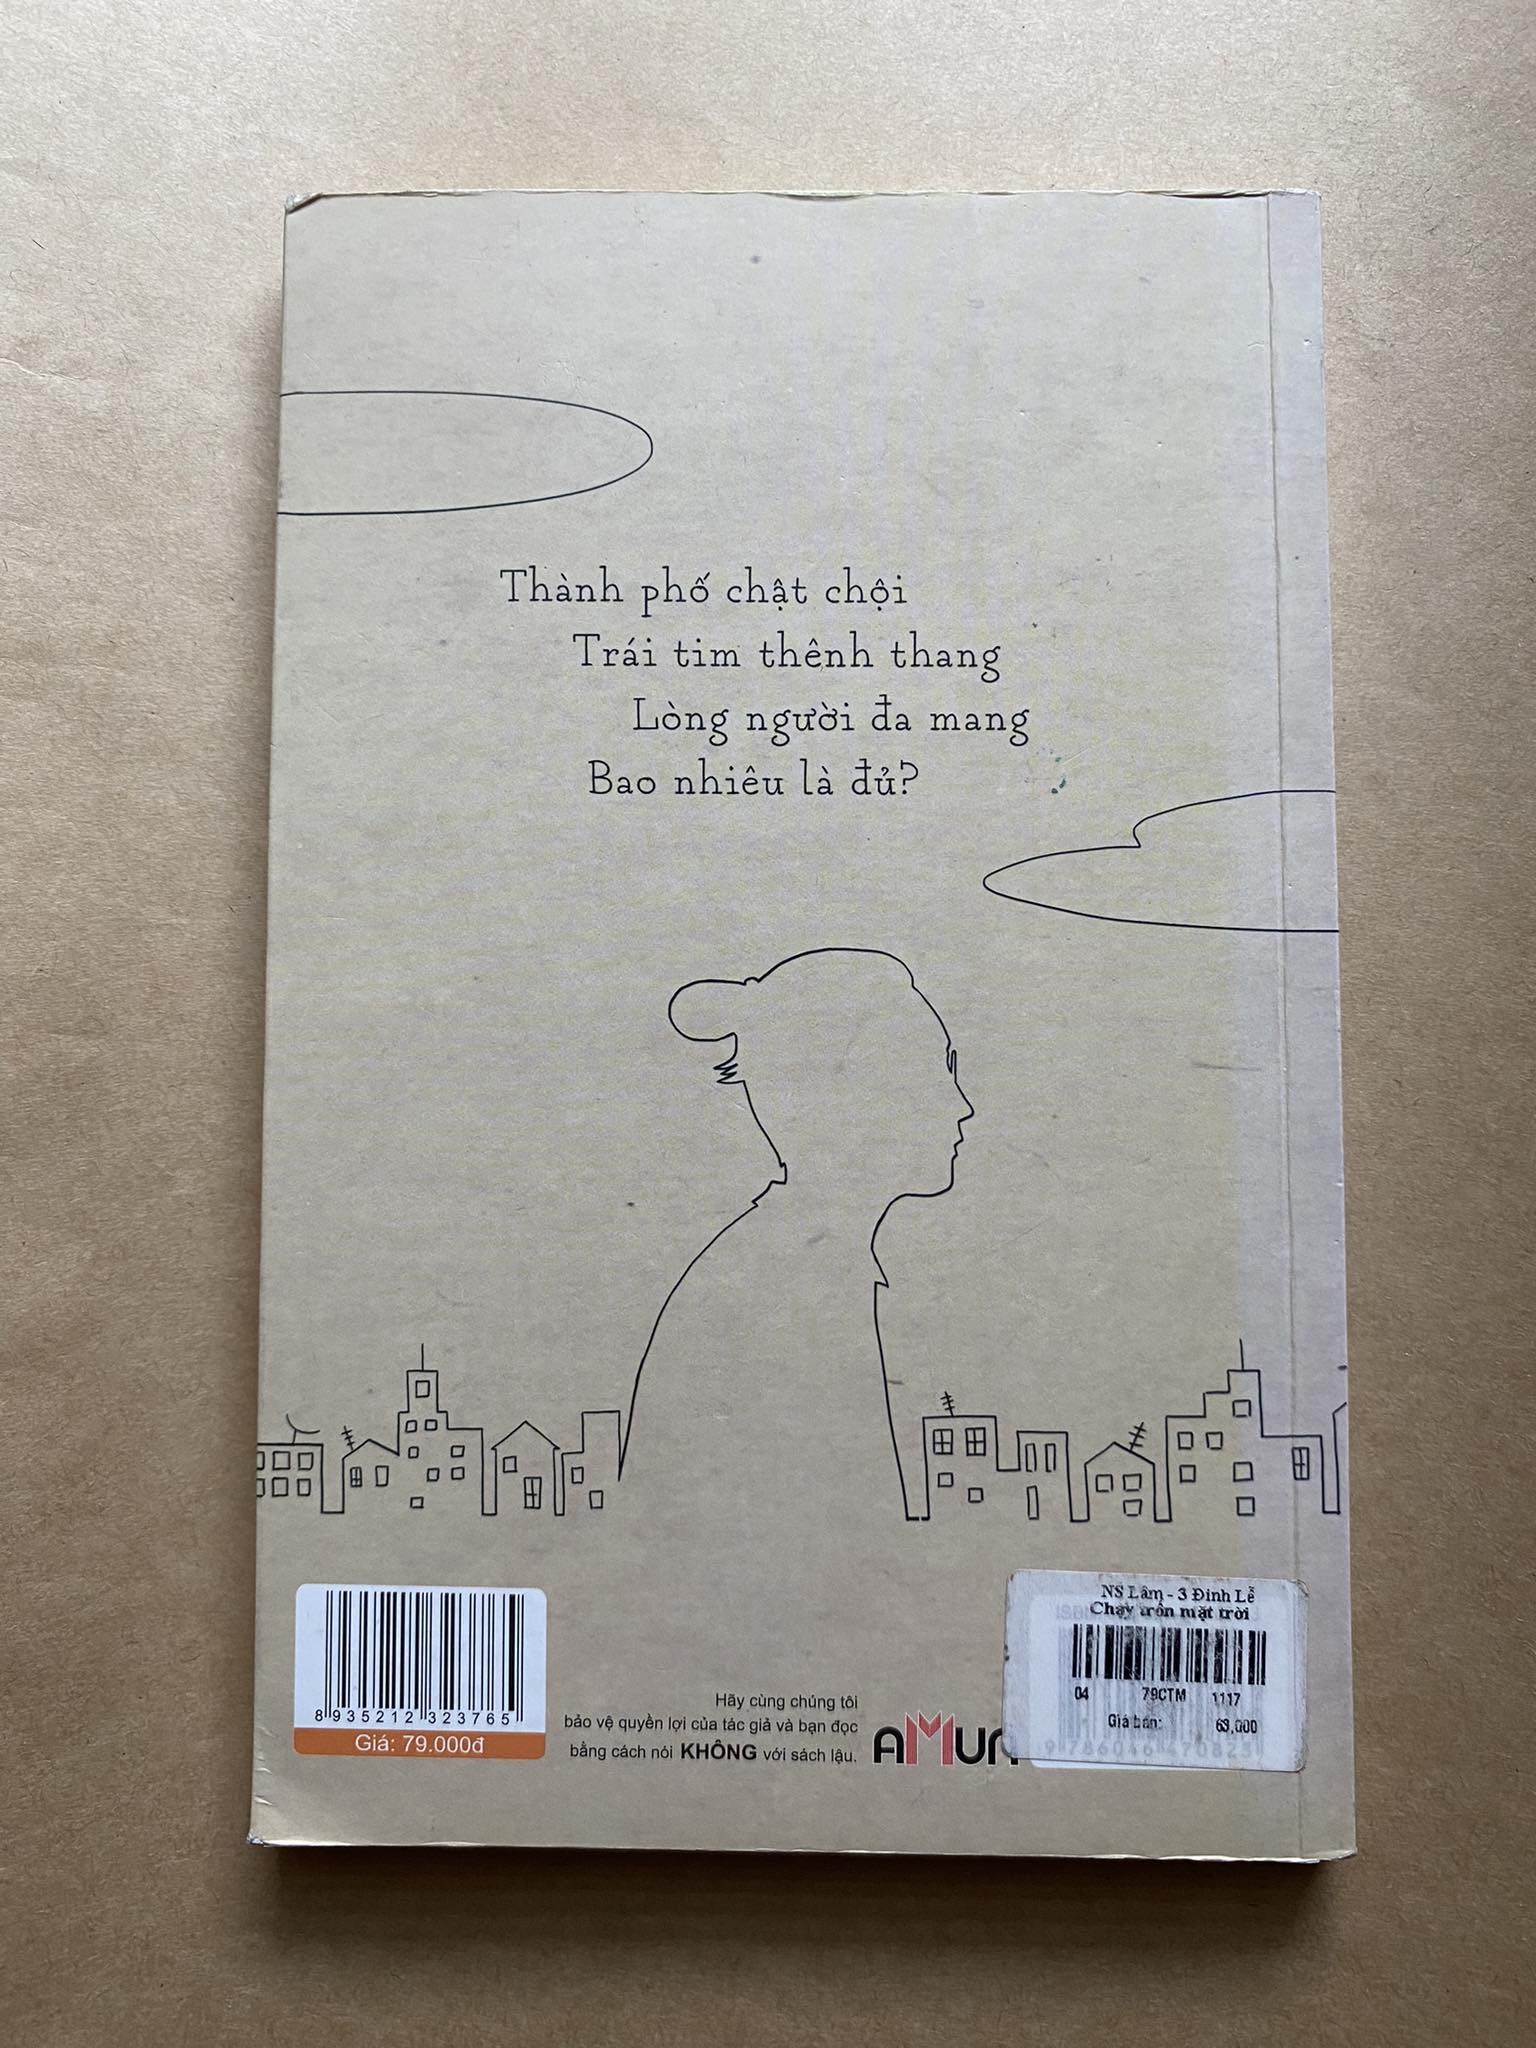 Thành phố chật chội
Trái tim thênh thang
Lòng người đa mang
Bao nhiêu là đủ?
8 935212 323765
Giá: 79.000đ
Hãy cùng chúng tôi
bảo vệ quyền lợi của tác giả và bạn đọc
bằng cách nói KHÔNG với sách lậu.
AMUN
NS Lâm - 3 Đinh Lễ
Chạy trốn mặt trời
04 79CTM 1117
Giá bán: 63,000